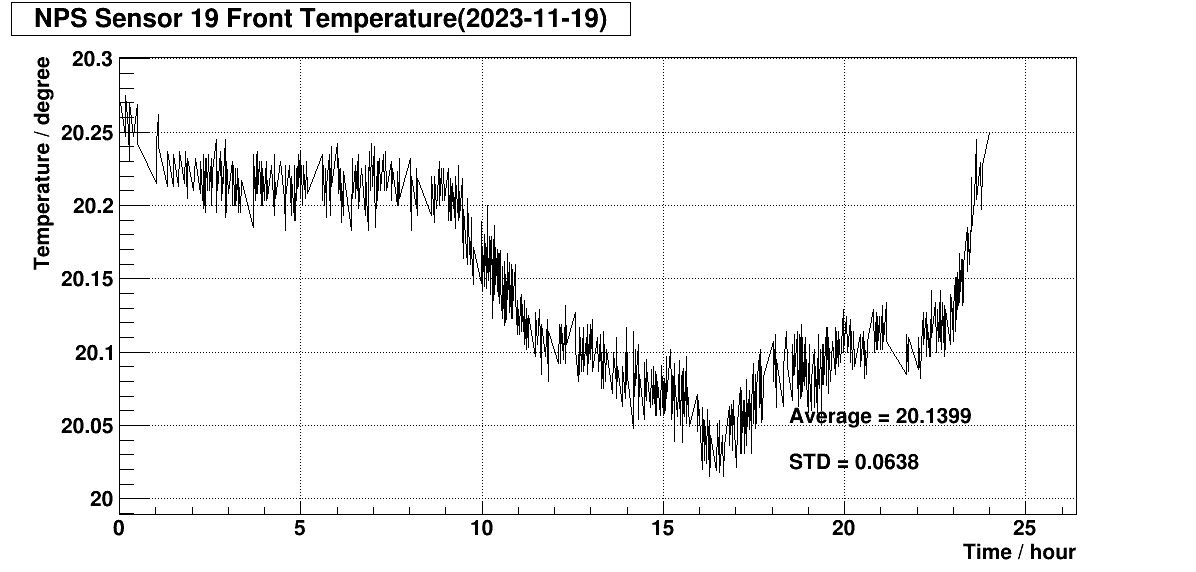 NPS Sensor 19 Front Temperature(2023-11-19)
Temperature / degree
20.3
20.25
20.2
20.15
20.1
20.05
20
Average = 20.1399
STD = 0.0638
0 5 10 15 20 25
Time / hour